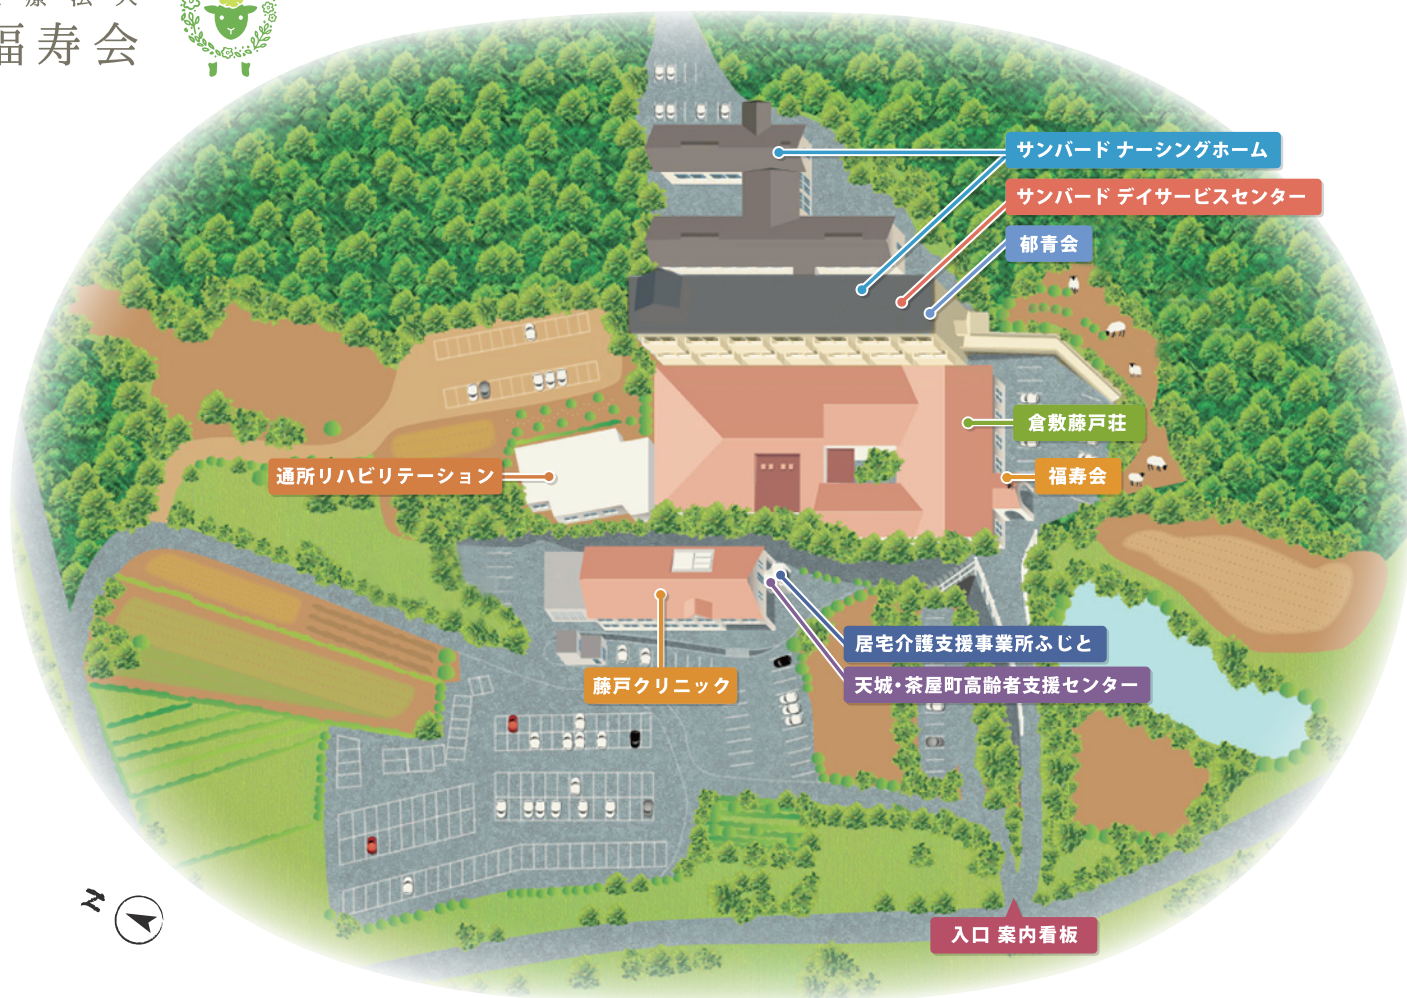 福寿会
サンバード ナーシングホーム
サンバード デイサービスセンター
郁青会
倉敷藤戸荘
福寿会
通所リハビリテーション
居宅介護支援事業所ふじと
天城・茶屋町高齢者支援センター
藤戸クリニック
入口 案内看板
N